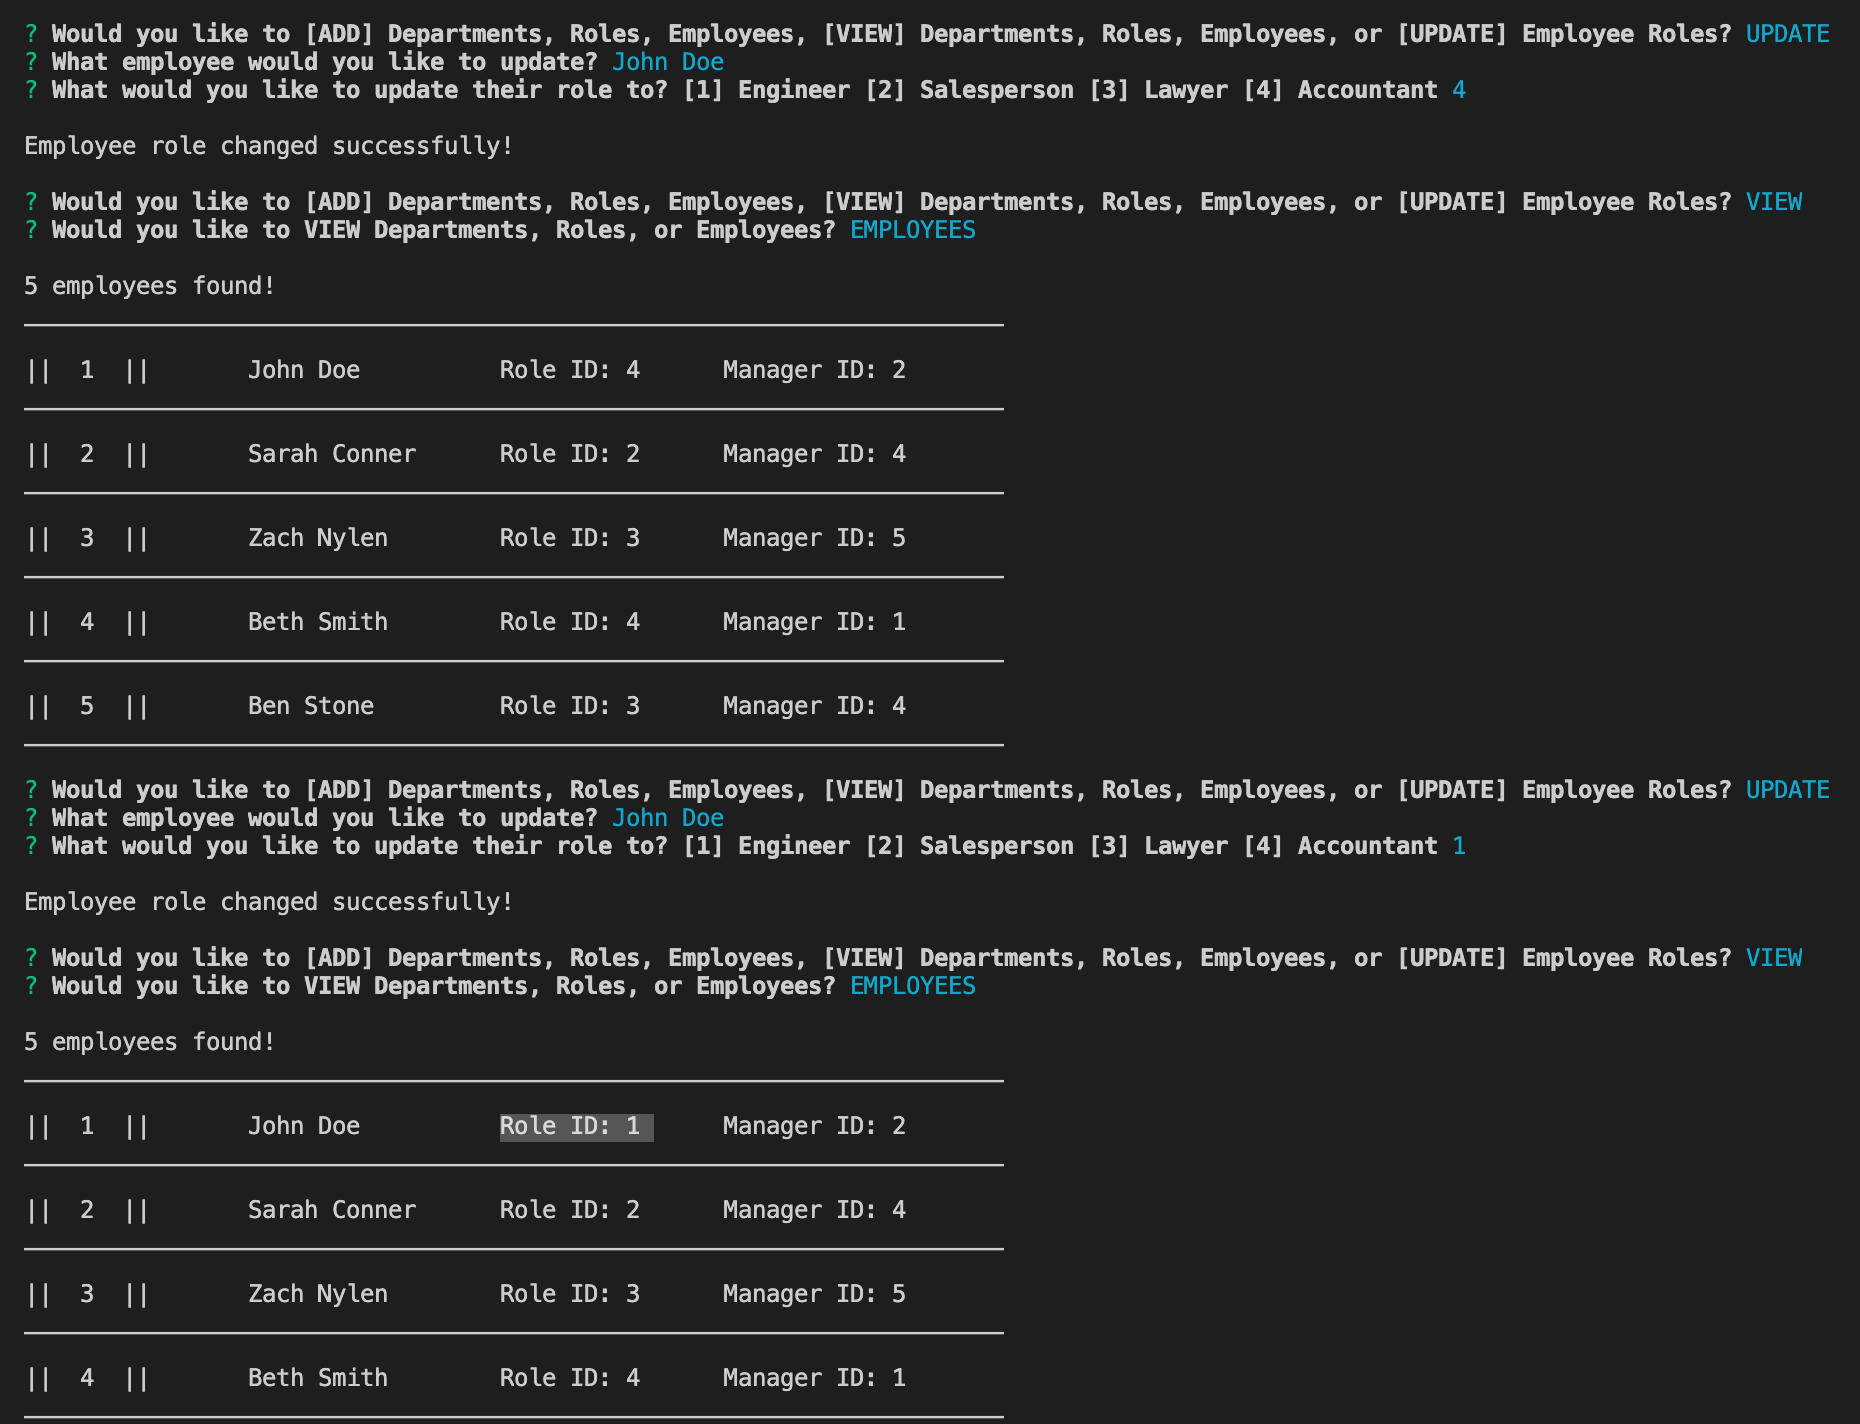 ? Would you like to [ADD] Departments, Roles, Employees, [VIEW] Departments, Roles, Employees, or [UPDATE] Employee Roles? UPDATE
? What employee would you like to update? John Doe
? What would you like to update their role to? [1] Engineer [2] Salesperson [3] Lawyer [4] Accountant 4
Employee role changed successfully!
? Would you like to [ADD] Departments, Roles, Employees, [VIEW] Departments, Roles, Employees, or [UPDATE] Employee Roles? VIEW
? Would you like to VIEW Departments, Roles, or Employees? EMPLOYEES
5 employees found!
|| 1 || John Doe Role ID: 4 Manager ID: 2
|| 2 || Sarah Conner Role ID: 2 Manager ID: 4
|| 3 || Zach Nylen Role ID: 3 Manager ID: 5
|| 4 || Beth Smith Role ID: 4 Manager ID: 1
|| 5 || Ben Stone Role ID: 3 Manager ID: 4
? Would you like to [ADD] Departments, Roles, Employees, [VIEW] Departments, Roles, Employees, or [UPDATE] Employee Roles? UPDATE
? What employee would you like to update? John Doe
? What would you like to update their role to? [1] Engineer [2] Salesperson [3] Lawyer [4] Accountant 1
Employee role changed successfully!
? Would you like to [ADD] Departments, Roles, Employees, [VIEW] Departments, Roles, Employees, or [UPDATE] Employee Roles? VIEW
? Would you like to VIEW Departments, Roles, or Employees? EMPLOYEES
5 employees found!
|| 1 || John Doe Role ID: 1 Manager ID: 2
|| 2 || Sarah Conner Role ID: 2 Manager ID: 4
|| 3 || Zach Nylen Role ID: 3 Manager ID: 5
|| 4 || Beth Smith Role ID: 4 Manager ID: 1